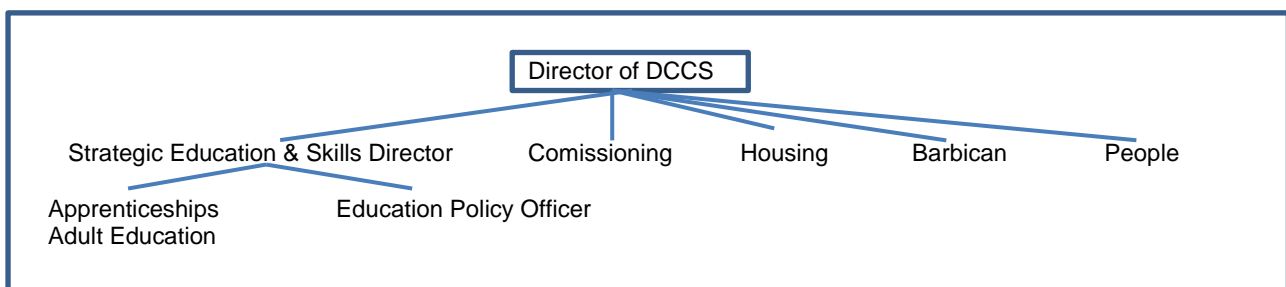 Director of DCCS
Strategic Education & Skills Director Comissioning Housing Barbican People
Apprenticeships Education Policy Officer
Adult Education